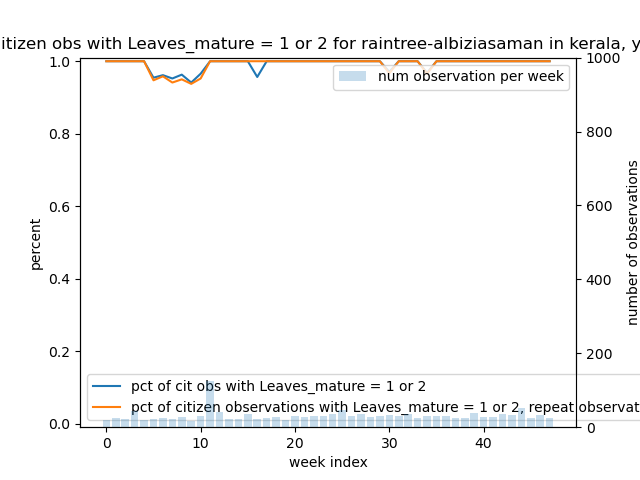 citizen obs with Leaves_mature = 1 or 2 for raintree-albiziasaman in kerala, y
num observation per week
1.0
0.8
0.6
0.4
0.2
0.0
percent
1000
800
600
400
200
0
number of observations
pct of cit obs with Leaves_mature = 1 or 2
pct of citizen observations with Leaves_mature = 1 or 2, repeat observat
0 10 20 30 40
week index